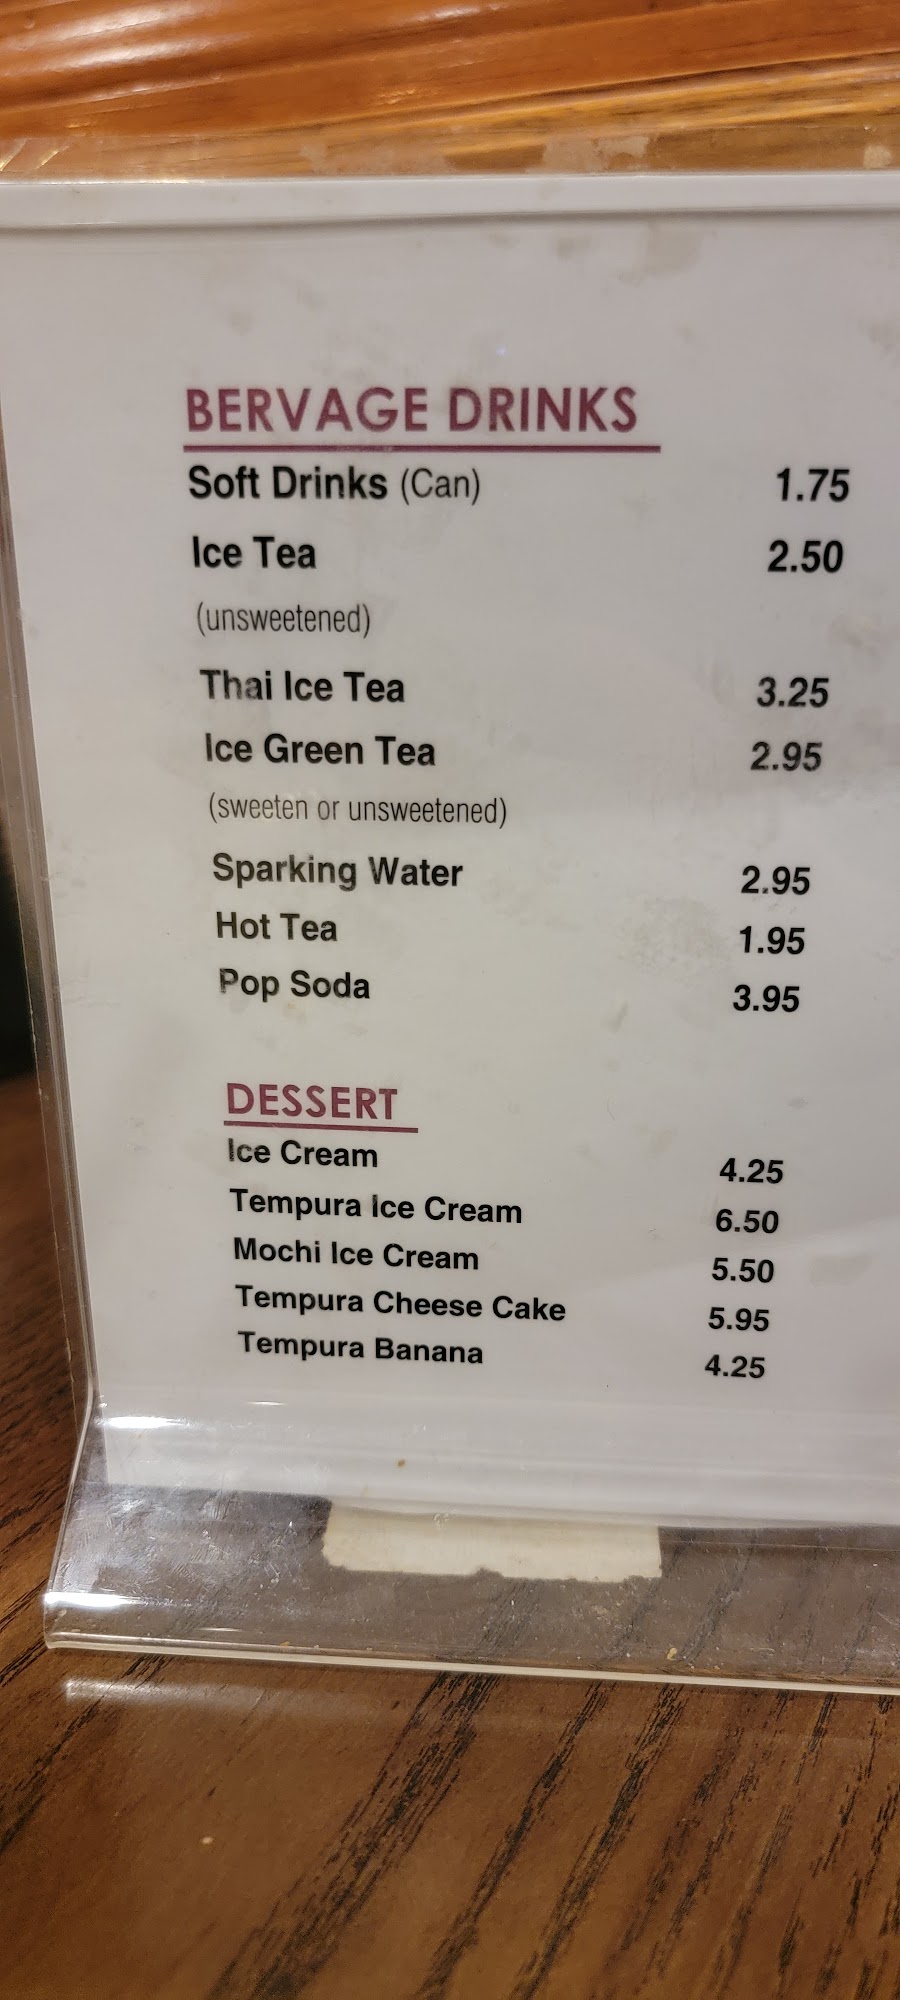 BERVAGE DRINKS
Soft Drinks (Can) 1.75
Ice Tea 2.50
(unsweetened)
Thai Ice Tea 3.25
Ice Green Tea 2.95
(sweeten or unsweetened)
Sparking Water 2.95
Hot Tea 1.95
Pop Soda 3.95
DESSERT
Ice Cream 4.25
Tempura Ice Cream 6.50
Mochi Ice Cream 5.50
Tempura Cheese Cake 5.95
Tempura Banana 4.25